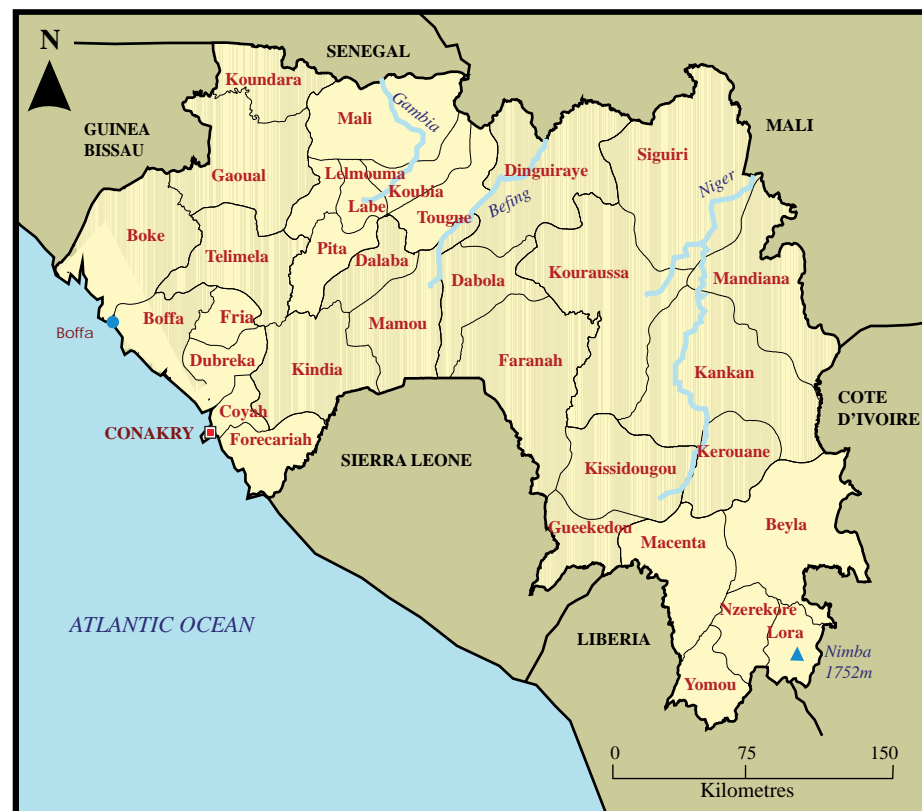 N
SENEGAL
Koundara
GUINEA
BISSAU
Mali
Gambia
MALI
Siguiri
Gaoual
Lelmouma
Koubia
Dinguiraye
Niger
Labe
Befing
Tougue
Boke
Telimela
Pita
Dalaba
Dabola
Kouraussa
Mandiana
Boffa
Boffa
Fria
Mamou
Dubreka
Kindia
Faranah
Kankan
COTE
D'IVOIRE
Coyah
CONAKRY
Forecariah
SIERRA LEONE
Kissidougou
Kerouane
Gueekedou
Macenta
Beyla
ATLANTIC OCEAN
LIBERIA
Nzerekore
Lora
Nimba
1752m
Yomou
0 75 150
Kilometres